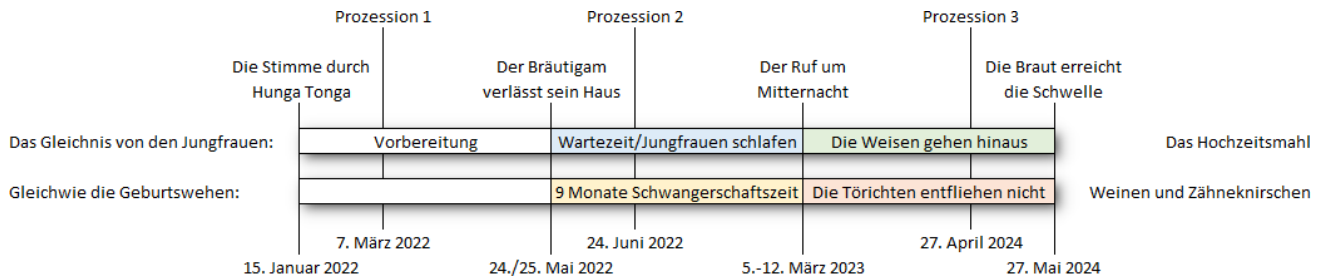 Prozession 1
Prozession 2
Prozession 3
Die Stimme durch
Hunga Tonga
Der Bräutigam
verlässt sein Haus
Der Ruf um
Mitternacht
Die Braut erreicht
die Schwelle
Das Gleichnis von den Jungfrauen:
Vorbereitung
Wartezeit/Jungfrauen schlafen
Die Weisen gehen hinaus
Das Hochzeitsmahl
Gleichwie die Geburtswehen:
9 Monate Schwangerschaftszeit
Die Törichten entfliehen nicht
Weinen und Zähneknirschen
7. März 2022
24. Juni 2022
27. April 2024
15. Januar 2022
24./25. Mai 2022
5.-12. März 2023
27. Mai 2024